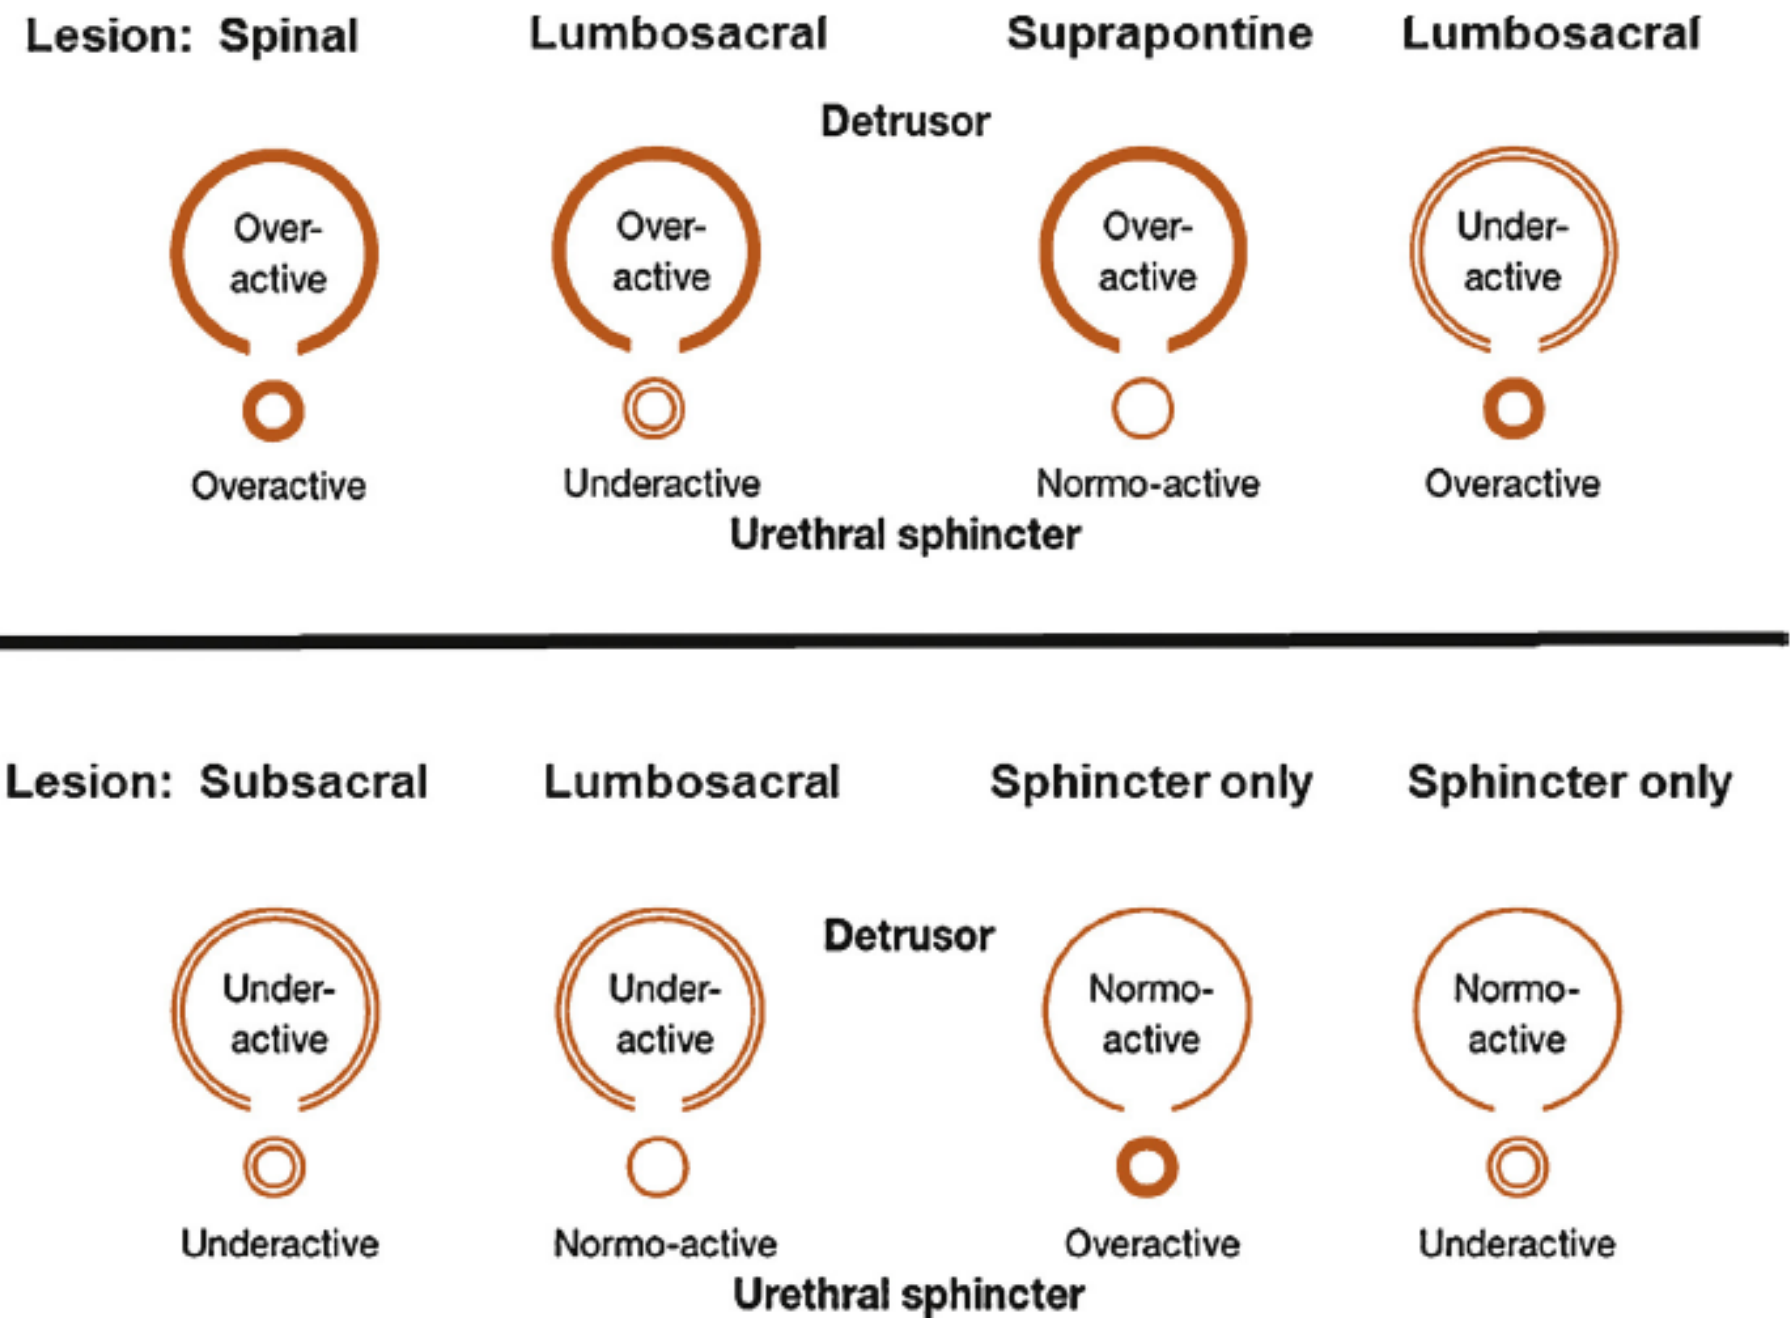 Lesion: Spinal Lumbosacral Suprapontine Lumbosacral
Detrusor
Over- Over- Over- Under-
active active active active
Overactive Underactive Normo-active Overactive
Urethral sphincter
Lesion: Subsacral Lumbosacral Sphincter only Sphincter only
Detrusor
Under- Under- Normo- Normo-
active active active active
Underactive Normo-active Overactive Underactive
Urethral sphincter